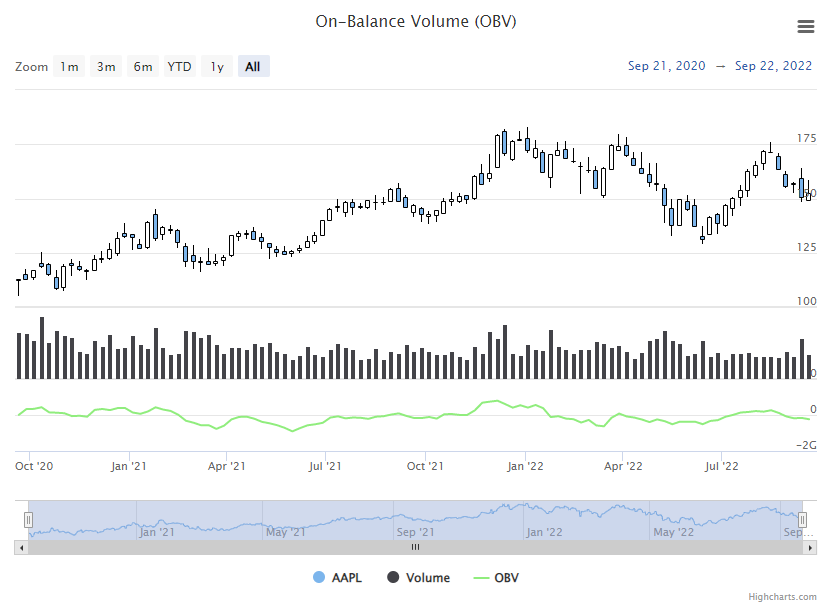 On-Balance Volume (OBV)
Zoom 1m 3m 6m YTD 1y All
Sep 21, 2020 → Sep 22, 2022
175
150
125
100
0
0
-2G
Oct '20 Jan '21 Apr '21 Jul '21 Oct '21 Jan '22 Apr '22 Jul '22
Jan '21 May '21 Sep '21 Jan '22 May '22 Sep…
AAPL Volume OBV
Highcharts.com